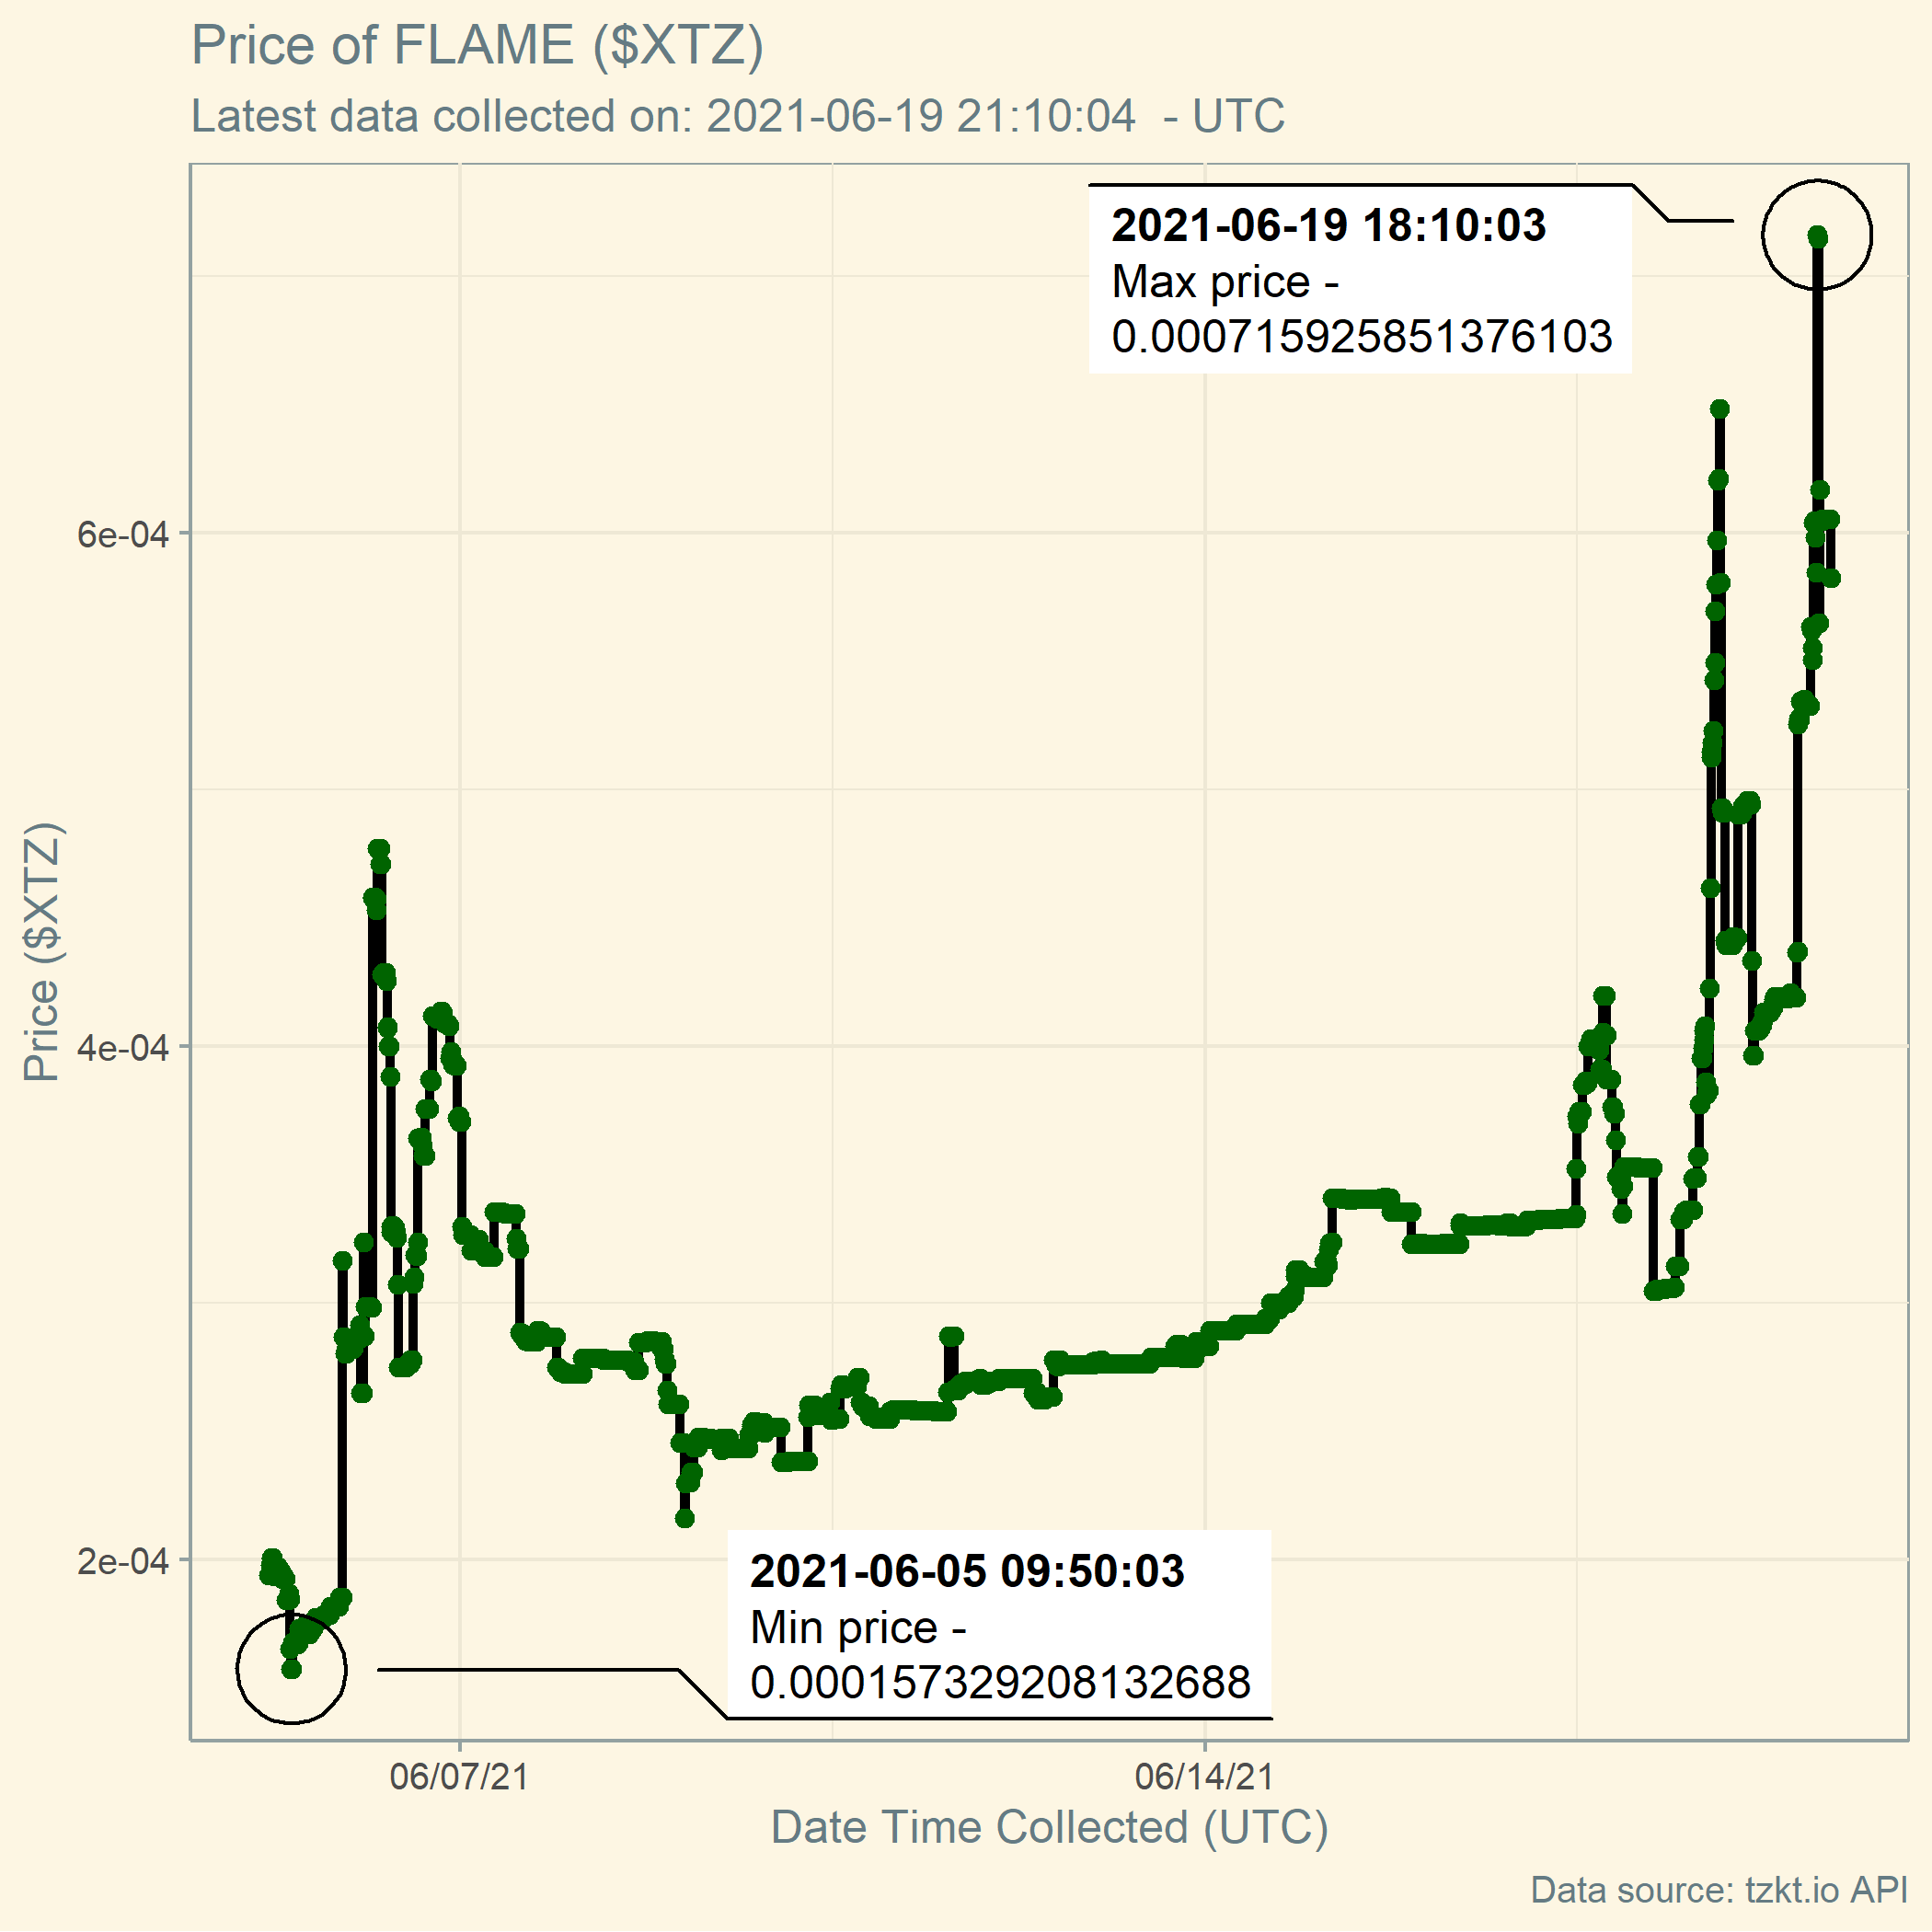 Price of FLAME ($XTZ)
Latest data collected on: 2021-06-19 21:10:04  - UTC
2021-06-19 18:10:03
Max price -
0.000715925851376103
6e-04
4e-04
2e-04
Price ($XTZ)
2021-06-05 09:50:03
Min price -
0.000157329208132688
06/07/21
06/14/21
Date Time Collected (UTC)
Data source: tzkt.io API